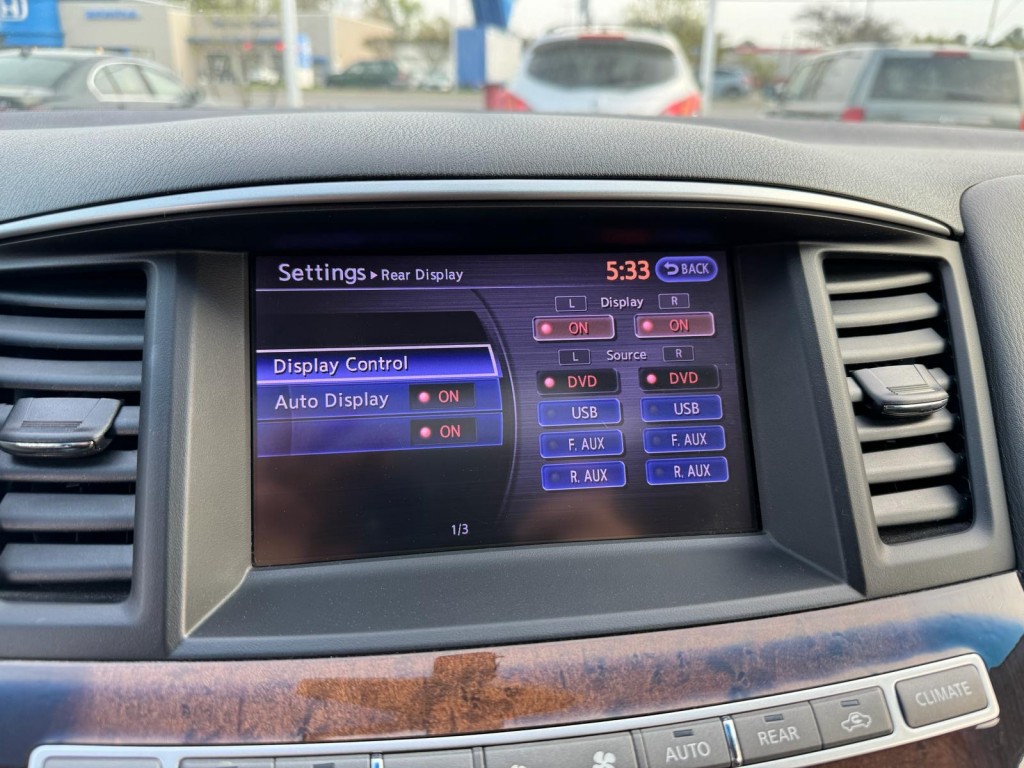 Settings ▸ Rear Display 5:33 BACK
L Display R
ON ON
L Source R
Display Control
DVD DVD
Auto Display ON
USB USB
ON
F. AUX F. AUX
R. AUX R. AUX
1/3
AUTO REAR CLIMATE